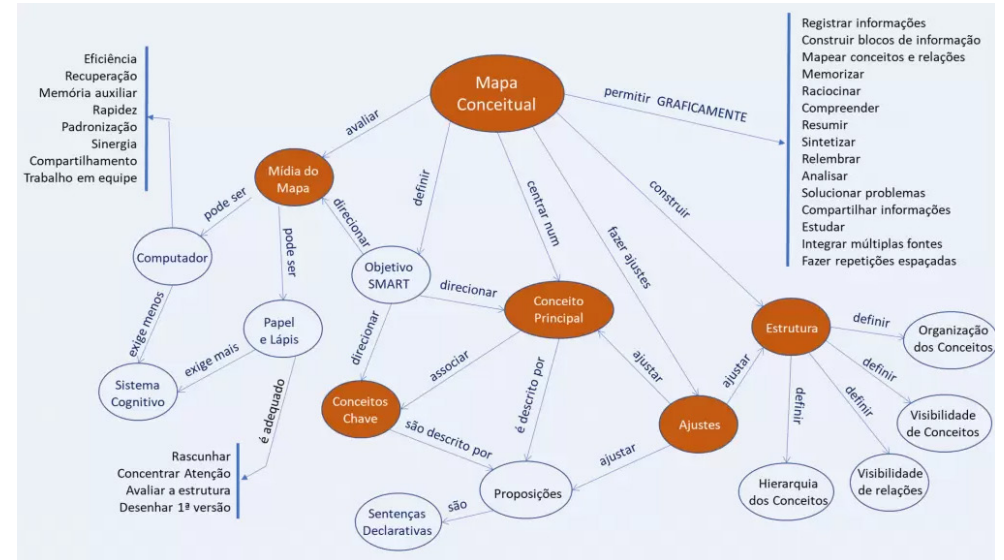 Registrar informações
Construir blocos de informação
Mapear conceitos e relações
Memorizar
Raciocinar
Compreender
Resumir
Sintetizar
Relembrar
Analisar
Solucionar problemas
Compartilhar informações
Estudar
Integrar múltiplas fontes
Fazer repetições espaçadas
Eficiência
Recuperação
Memória auxiliar
Rapidez
Padronização
Sinergia
Compartilhamento
Trabalho em equipe
Mapa
Conceitual
permitir GRAFICAMENTE
avaliar
definir
centrar num
fazer ajustes
construir
Mídia do
Mapa
pode ser
pode ser
direcionar
Computador
Objetivo
SMART
direcionar
direcionar
Conceito
Principal
Estrutura
definir
Organização
dos Conceitos
definir
Visibilidade
de Conceitos
definir
Visibilidade
de relações
definir
Hierarquia
dos Conceitos
exige menos
Papel
e Lápis
exige mais
Sistema
Cognitivo
é adequado
Conceitos
Chave
associar
é descrito por
ajustar
ajustar
Ajustes
são descrito por
ajustar
Proposições
são
Sentenças
Declarativas
Rascunhar
Concentrar Atenção
Avaliar a estrutura
Desenhar 1ª versão